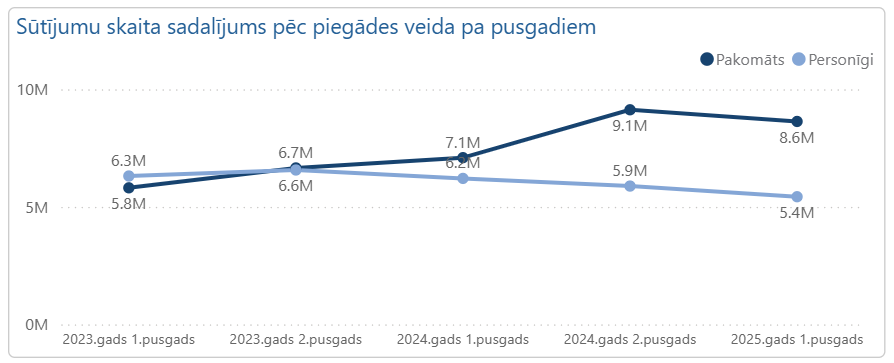 Sūtījumu skaita sadalījums pēc piegādes veida pa pusgadiem
Pakomāts Personīgi
10M
9.1M
8.6M
7.1M
6.7M
6.3M
6.2M
5.9M
6.6M
5.8M
5.4M
5M
0M
2023.gads 1.pusgads 2023.gads 2.pusgads 2024.gads 1.pusgads 2024.gads 2.pusgads 2025.gads 1.pusgads